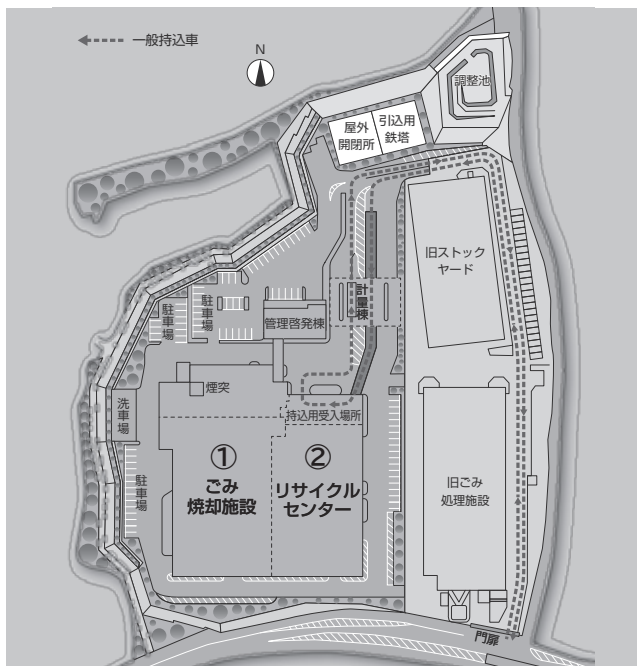 一般持込車
N
調整池
屋外
開閉所
引込用
鉄塔
旧ストック
ヤード
計量棟
駐車場
駐車場
管理啓発棟
煙突
洗車場
持込用受入場所
①
ごみ
焼却施設
②
リサイクル
センター
駐車場
旧ごみ
処理施設
門扉